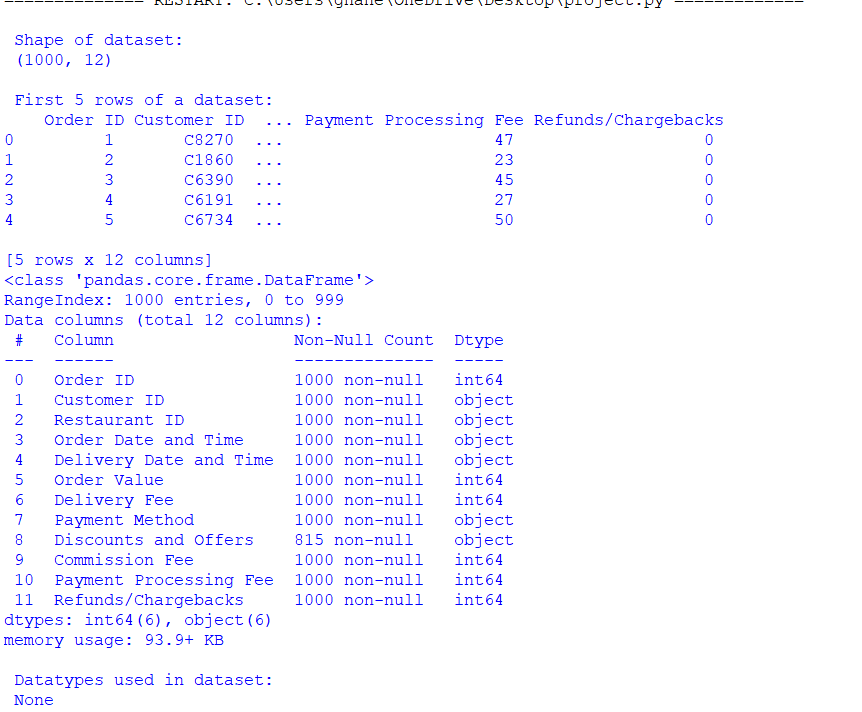 ============== RESTART: C:\Users\gnane\OneDrive\Desktop\project.py =============
Shape of dataset:
(1000, 12)
First 5 rows of a dataset:
Order ID Customer ID ... Payment Processing Fee Refunds/Chargebacks
0 1 C8270 ... 47 0
1 2 C1860 ... 23 0
2 3 C6390 ... 45 0
3 4 C6191 ... 27 0
4 5 C6734 ... 50 0
[5 rows x 12 columns]
<class 'pandas.core.frame.DataFrame'>
RangeIndex: 1000 entries, 0 to 999
Data columns (total 12 columns):
# Column Non-Null Count Dtype
--- ------ -------------- -----
0 Order ID 1000 non-null int64
1 Customer ID 1000 non-null object
2 Restaurant ID 1000 non-null object
3 Order Date and Time 1000 non-null object
4 Delivery Date and Time 1000 non-null object
5 Order Value 1000 non-null int64
6 Delivery Fee 1000 non-null int64
7 Payment Method 1000 non-null object
8 Discounts and Offers 815 non-null object
9 Commission Fee 1000 non-null int64
10 Payment Processing Fee 1000 non-null int64
11 Refunds/Chargebacks 1000 non-null int64
dtypes: int64(6), object(6)
memory usage: 93.9+ KB
Datatypes used in dataset:
None